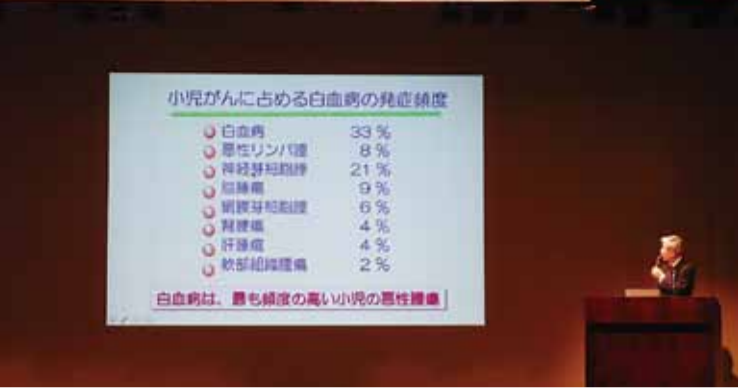 小児がんに占める白血病の発症頻度
白血病 33 %
悪性リンパ腫 8 %
神経芽細胞腫 21 %
脳腫瘍 9 %
網膜芽細胞腫 6 %
腎腫瘍 4 %
肝腫瘍 4 %
軟部組織腫瘍 2 %
白血病は、最も頻度の高い小児の悪性腫瘍